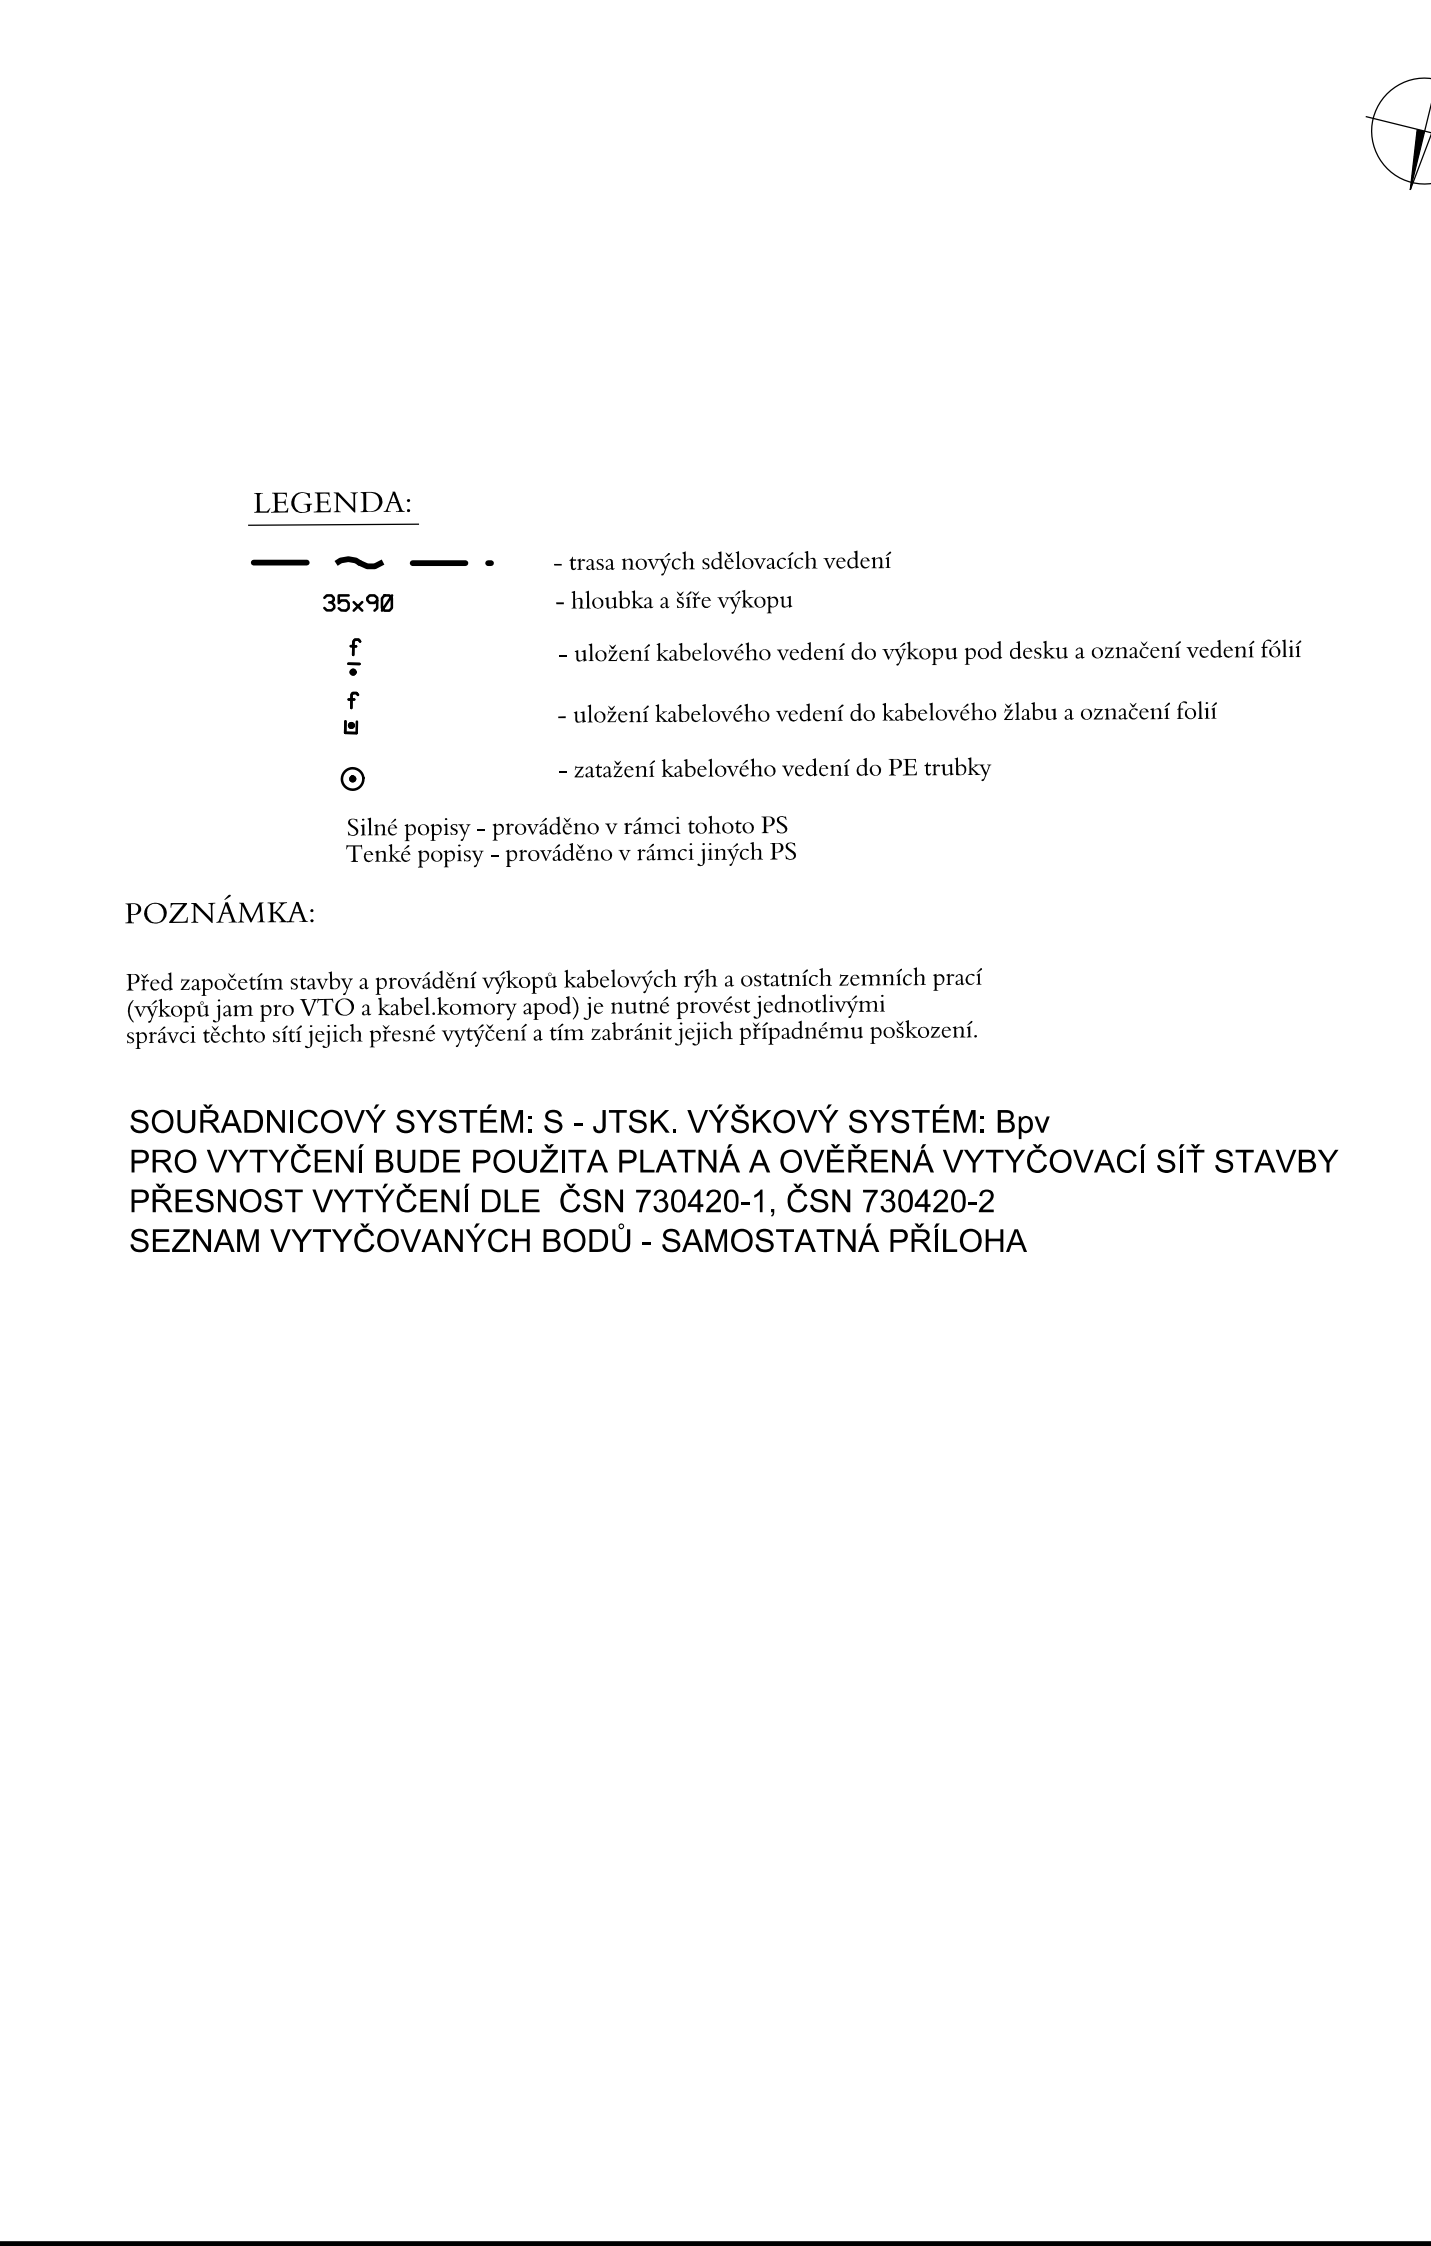 LEGENDA:
- trasa nových sdělovacích vedení
35x90 - hloubka a šíře výkopu
f - uložení kabelového vedení do výkopu pod desku a označení vedení fólií
f - uložení kabelového vedení do kabelového žlabu a označení folií
- zatažení kabelového vedení do PE trubky
Silné popisy - prováděno v rámci tohoto PS
Tenké popisy - prováděno v rámci jiných PS
POZNÁMKA:
Před započetím stavby a provádění výkopů kabelových rýh a ostatních zemních prací
(výkopů jam pro VTO a kabel.komory apod) je nutné provést jednotlivými
správci těchto sítí jejich přesné vytýčení a tím zabránit jejich případnému poškození.
SOUŘADNICOVÝ SYSTÉM: S - JTSK. VÝŠKOVÝ SYSTÉM: Bpv
PRO VYTYČENÍ BUDE POUŽITA PLATNÁ A OVĚŘENÁ VYTYČOVACÍ SÍŤ STAVBY
PŘESNOST VYTÝČENÍ DLE ČSN 730420-1, ČSN 730420-2
SEZNAM VYTYČOVANÝCH BODŮ - SAMOSTATNÁ PŘÍLOHA